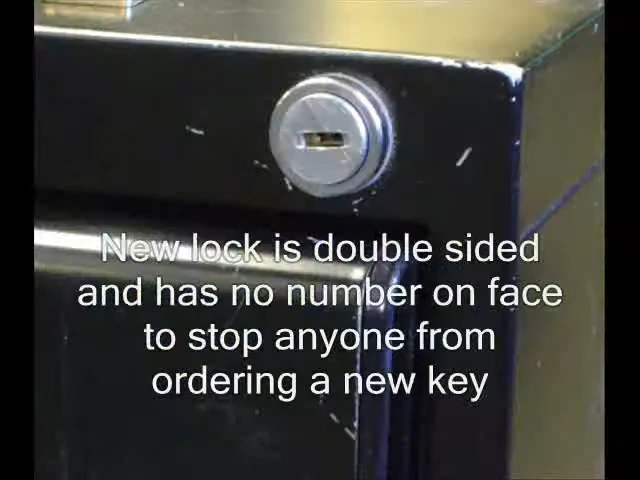 New lock is double sided
and has no number on face
to stop anyone from
ordering a new key